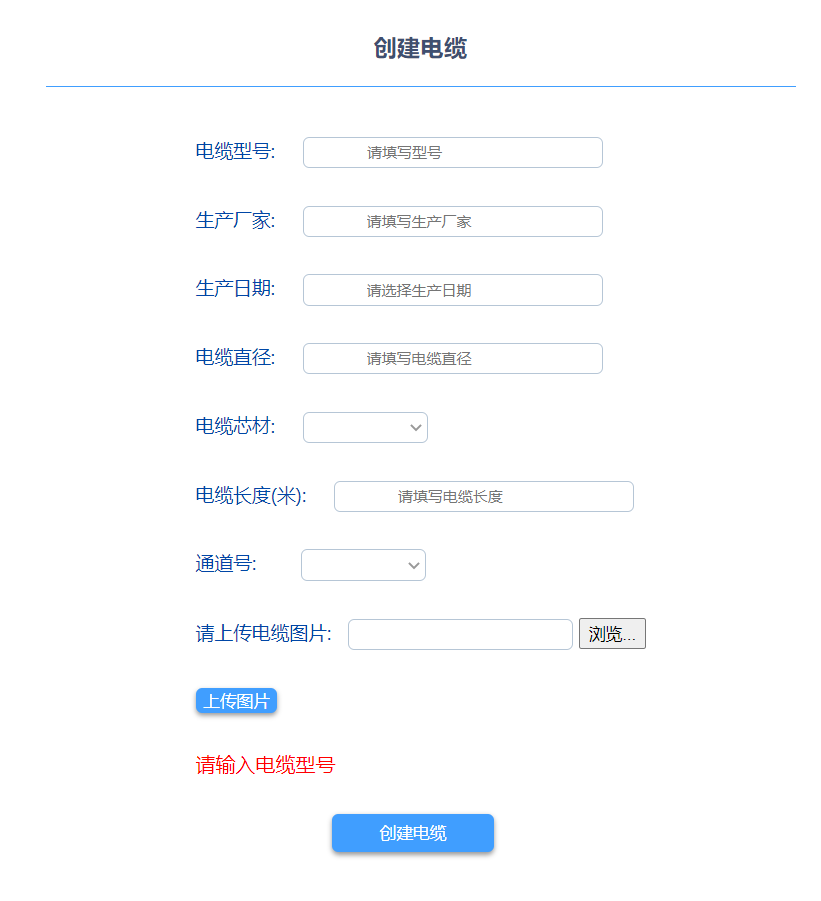 创建电缆
电缆型号: 请填写型号
生产厂家: 请填写生产厂家
生产日期: 请选择生产日期
电缆直径: 请填写电缆直径
电缆芯材:
电缆长度(米): 请填写电缆长度
通道号:
请上传电缆图片: 浏览...
上传图片
请输入电缆型号
创建电缆